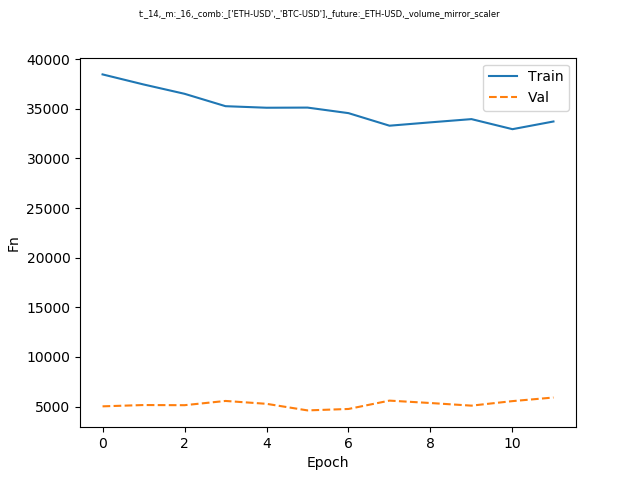 t:_14,_m:_16,_comb:_['ETH-USD',_'BTC-USD'],_future:_ETH-USD,_volume_mirror_scaler
40000
35000
30000
25000
20000
15000
10000
5000
Fn
Train
Val
0 2 4 6 8 10
Epoch